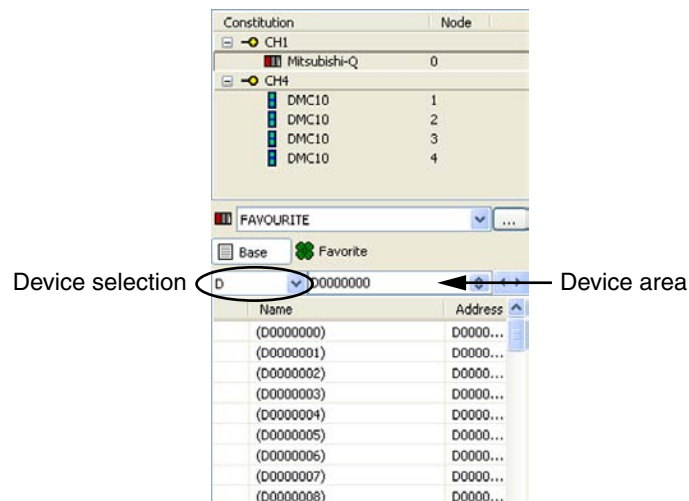 Constitution Node
CH1
Mitsubishi-Q 0
CH4
DMC10 1
DMC10 2
DMC10 3
DMC10 4
FAVOURITE ...
Base Favorite
Device selection D D0000000 Device area
Name Address
(D0000000) D0000...
(D0000001) D0000...
(D0000002) D0000...
(D0000003) D0000...
(D0000004) D0000...
(D0000005) D0000...
(D0000006) D0000...
(D0000007) D0000...
(D0000008) D0000...